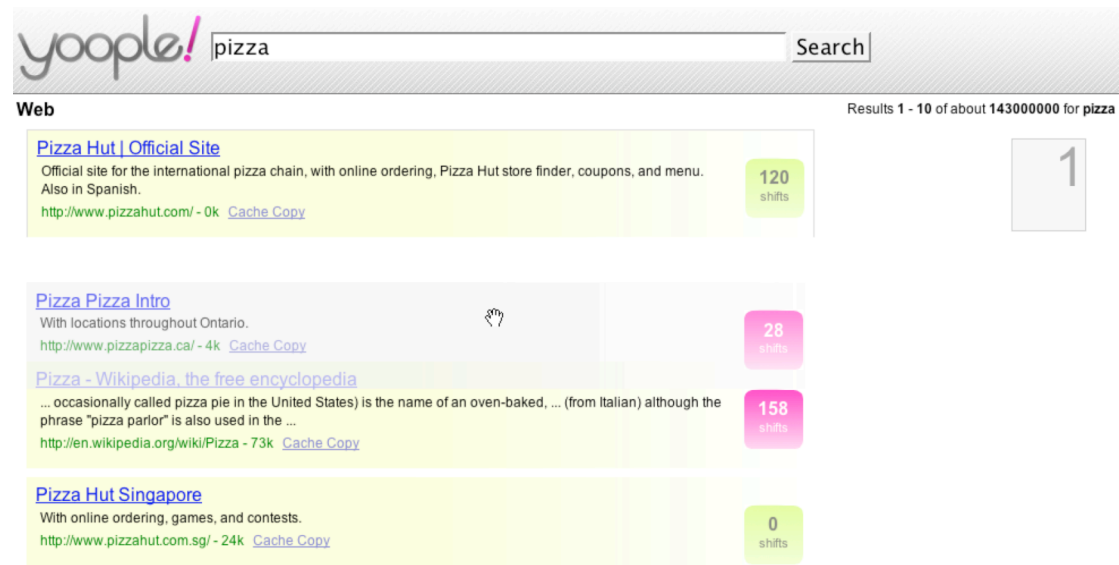 yoople!
pizza
Search
Web
Results 1 - 10 of about 143000000 for pizza
Pizza Hut | Official Site
Official site for the international pizza chain, with online ordering, Pizza Hut store finder, coupons, and menu.
Also in Spanish.
http://www.pizzahut.com/ - 0k Cache Copy
120
shifts
1
Pizza Pizza Intro
With locations throughout Ontario.
http://www.pizzapizza.ca/ - 4k Cache Copy
28
shifts
Pizza - Wikipedia, the free encyclopedia
... occasionally called pizza pie in the United States) is the name of an oven-baked, ... (from Italian) although the
phrase "pizza parlor" is also used in the ...
http://en.wikipedia.org/wiki/Pizza - 73k Cache Copy
158
shifts
Pizza Hut Singapore
With online ordering, games, and contests.
http://www.pizzahut.com.sg/ - 24k Cache Copy
0
shifts